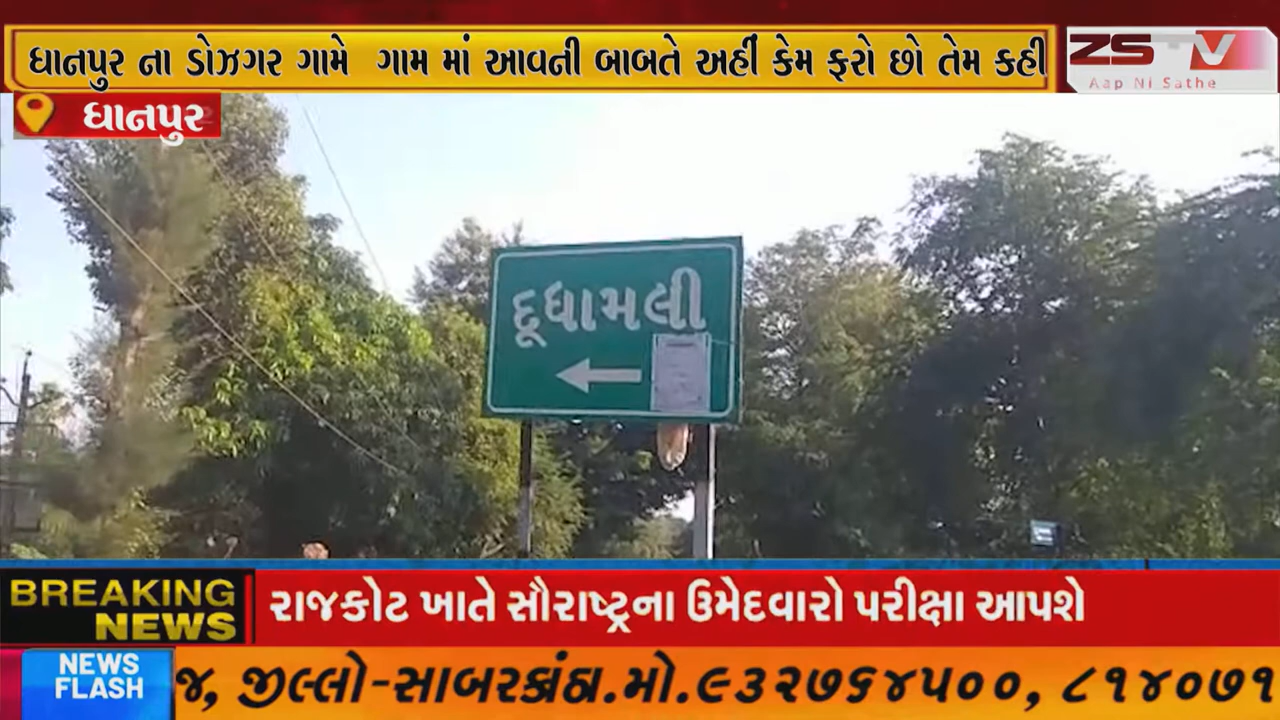 ધાનપુર ના ડોઝગર ગામે ગામ માં આવની બાબતે અહીં કેમ ફરો છો તેમ કહી
ZS TV
Aap Ni Sathe
ધાનપુર
દૂધામલી
BREAKING NEWS
રાજકોટ ખાતે સૌરાષ્ટ્રના ઉમેદવારો પરીક્ષા આપશે
NEWS FLASH
જ, જીલ્લો-સાબરકાંઠા.મો.૯૩૨૭૬૪૫૦૦, ૮૧૪૦૭૧